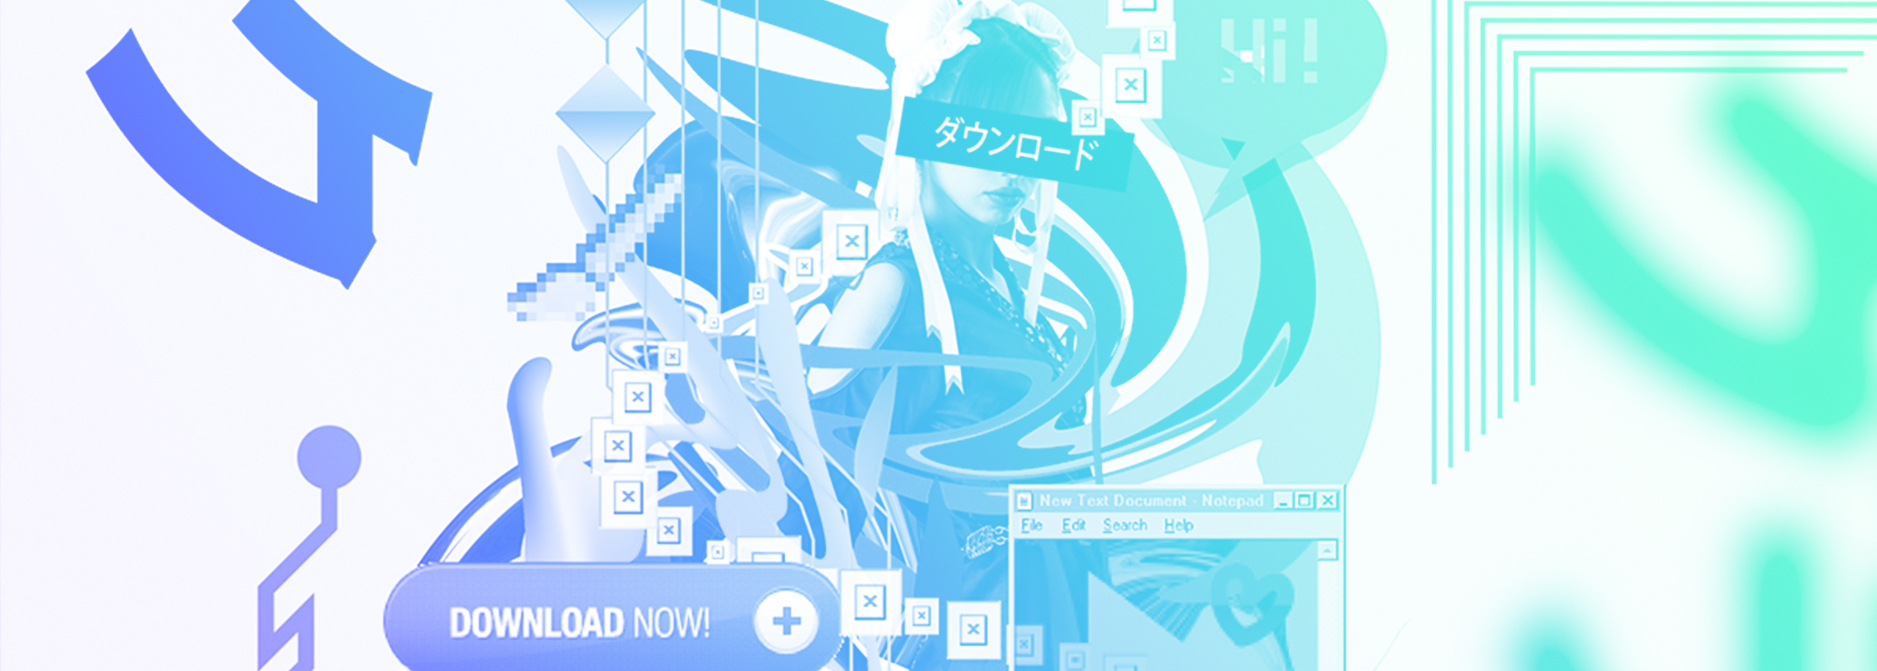 Hi!
ダウンロード
New Text Document - Notepad
File Edit Search Help
DOWNLOAD NOW!